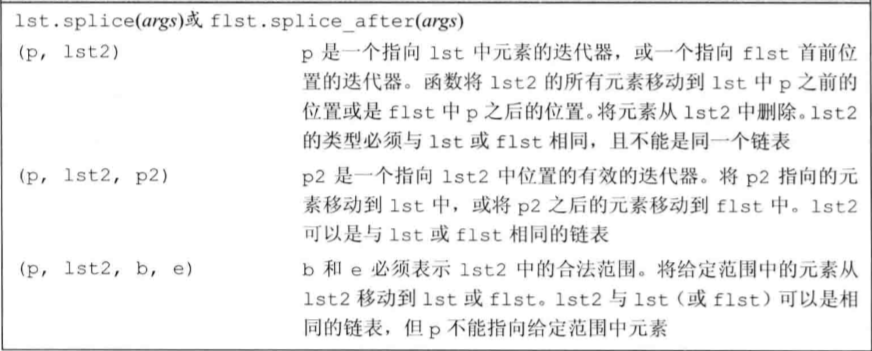 lst.splice(args)或 flst.splice_after(args)
(p, lst2) p 是一个指向 lst 中元素的迭代器，或一个指向 flst 首前位
置的迭代器。函数将 lst2 的所有元素移动到 lst 中 p 之前的
位置或是 flst 中 p 之后的位置。将元素从 lst2 中删除。lst2
的类型必须与 lst 或 flst 相同，且不能是同一个链表
(p, lst2, p2) p2 是一个指向 lst2 中位置的有效的迭代器。将 p2 指向的元
素移动到 lst 中，或将 p2 之后的元素移动到 flst 中。lst2
可以是与 lst 或 flst 相同的链表
(p, lst2, b, e) b 和 e 必须表示 lst2 中的合法范围。将给定范围中的元素从
lst2 移动到 lst 或 flst。lst2 与 lst（或 flst）可以是相
同的链表，但 p 不能指向给定范围中元素